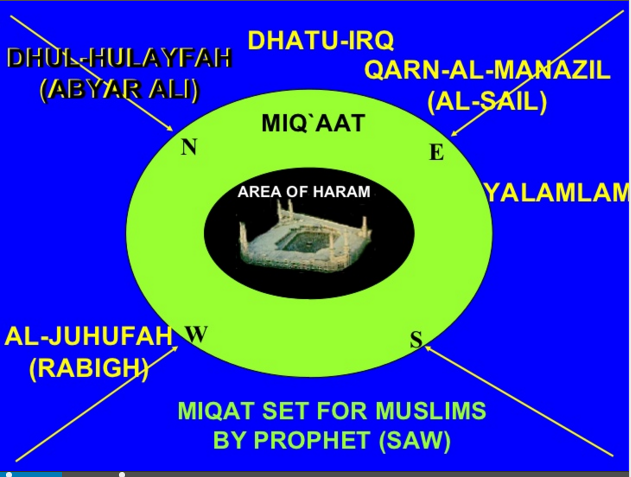 DHATU-IRQ
DHUL-HULAYFAH
(ABYAR ALI)
QARN-AL-MANAZIL
(AL-SAIL)
MIQ`AAT
N
E
AREA OF HARAM
YALAMLAM
AL-JUHUFAH
(RABIGH)
W
S
MIQAT SET FOR MUSLIMS
BY PROPHET (SAW)